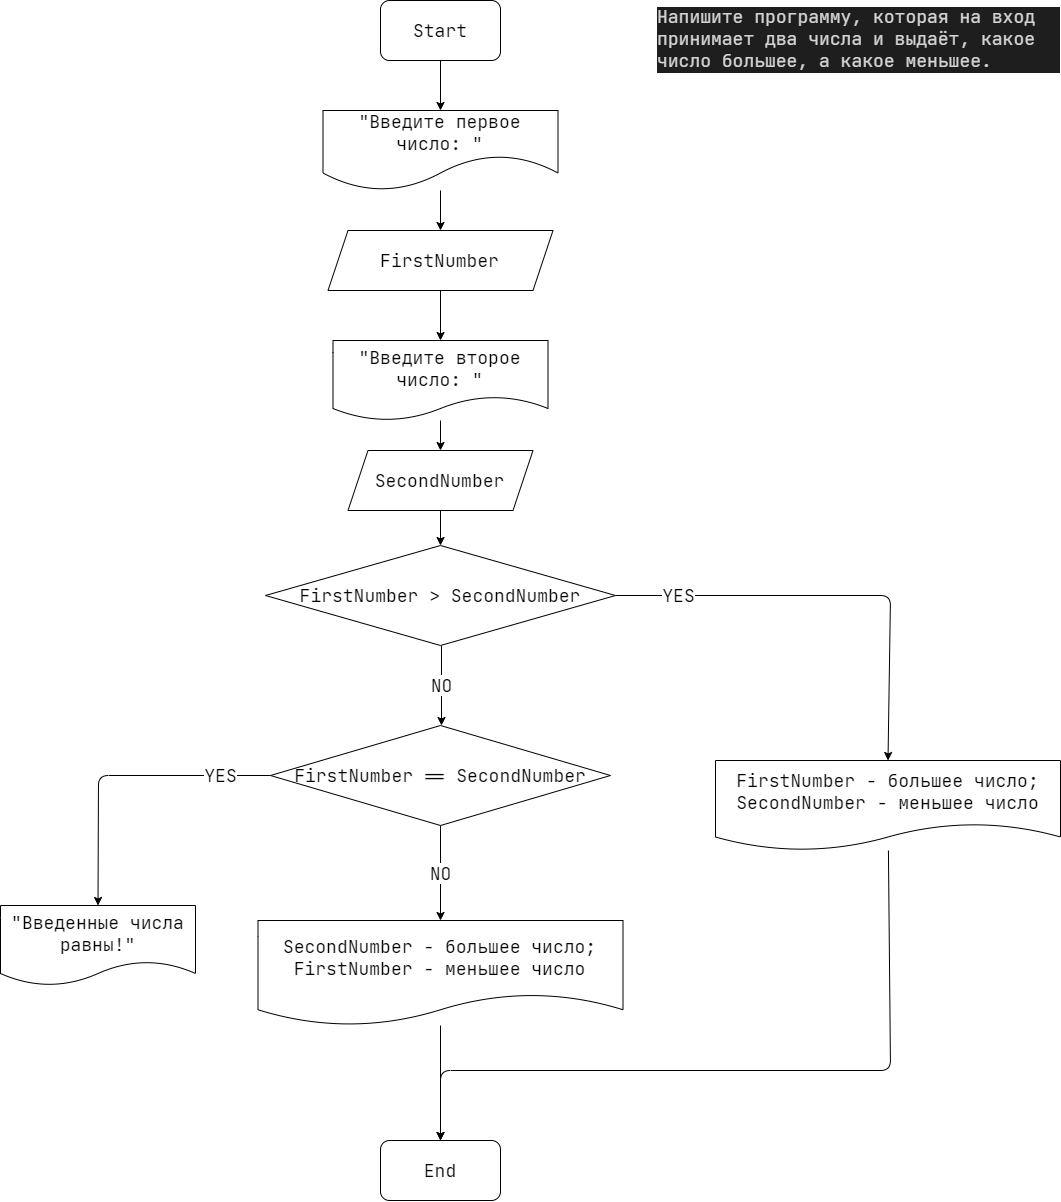 Start
Напишите программу, которая на вход
принимает два числа и выдаёт, какое
число большее, а какое меньшее.
"Введите первое
число: "
FirstNumber
"Введите второе
число: "
SecondNumber
FirstNumber > SecondNumber
YES
NO
FirstNumber == SecondNumber
YES
FirstNumber - большее число;
SecondNumber - меньшее число
NO
"Введенные числа
равны!"
SecondNumber - большее число;
FirstNumber - меньшее число
End